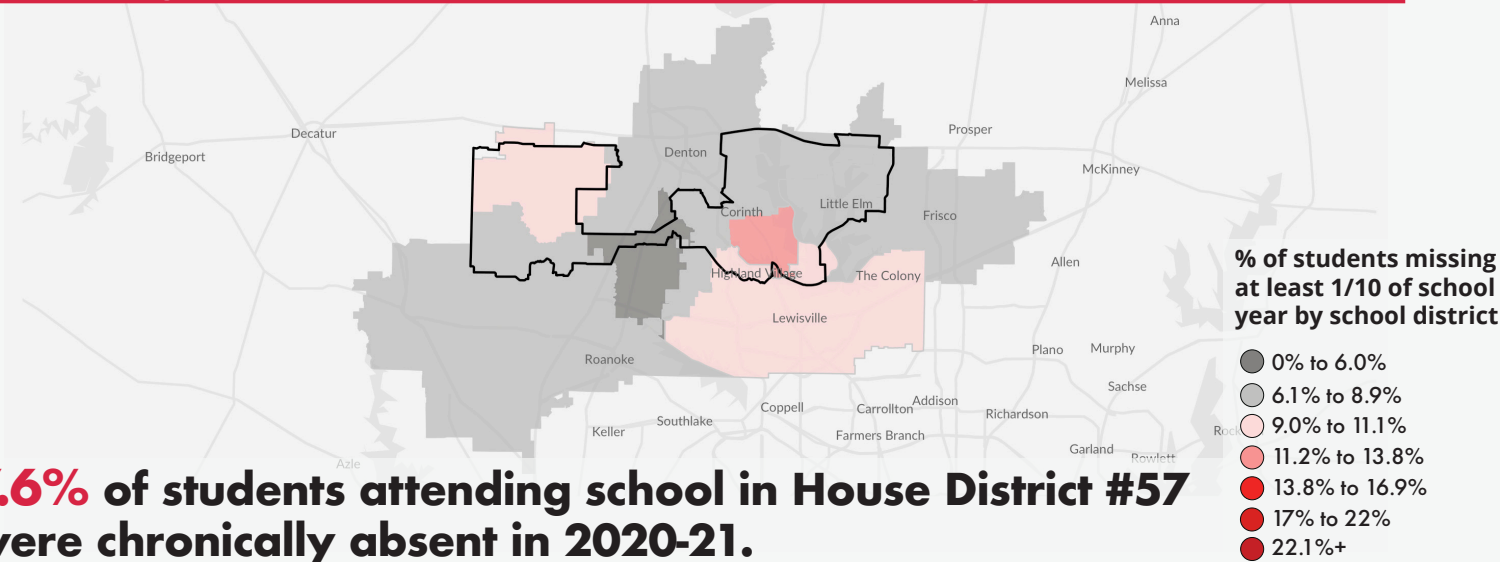 Anna
Melissa
Prosper
Decatur
Bridgeport
Denton
McKinney
Corinth
Little Elm
Frisco
Allen
Highland Village
The Colony
Lewisville
Roanoke
Plano
Murphy
Sachse
Coppell
Carrollton
Addison
Richardson
Southlake
Keller
Farmers Branch
Garland
Rowlett
Azle
% of students missing
at least 1/10 of school
year by school district
0% to 6.0%
6.1% to 8.9%
9.0% to 11.1%
11.2% to 13.8%
13.8% to 16.9%
17% to 22%
22.1%+
.6% of students attending school in House District #57
were chronically absent in 2020-21.